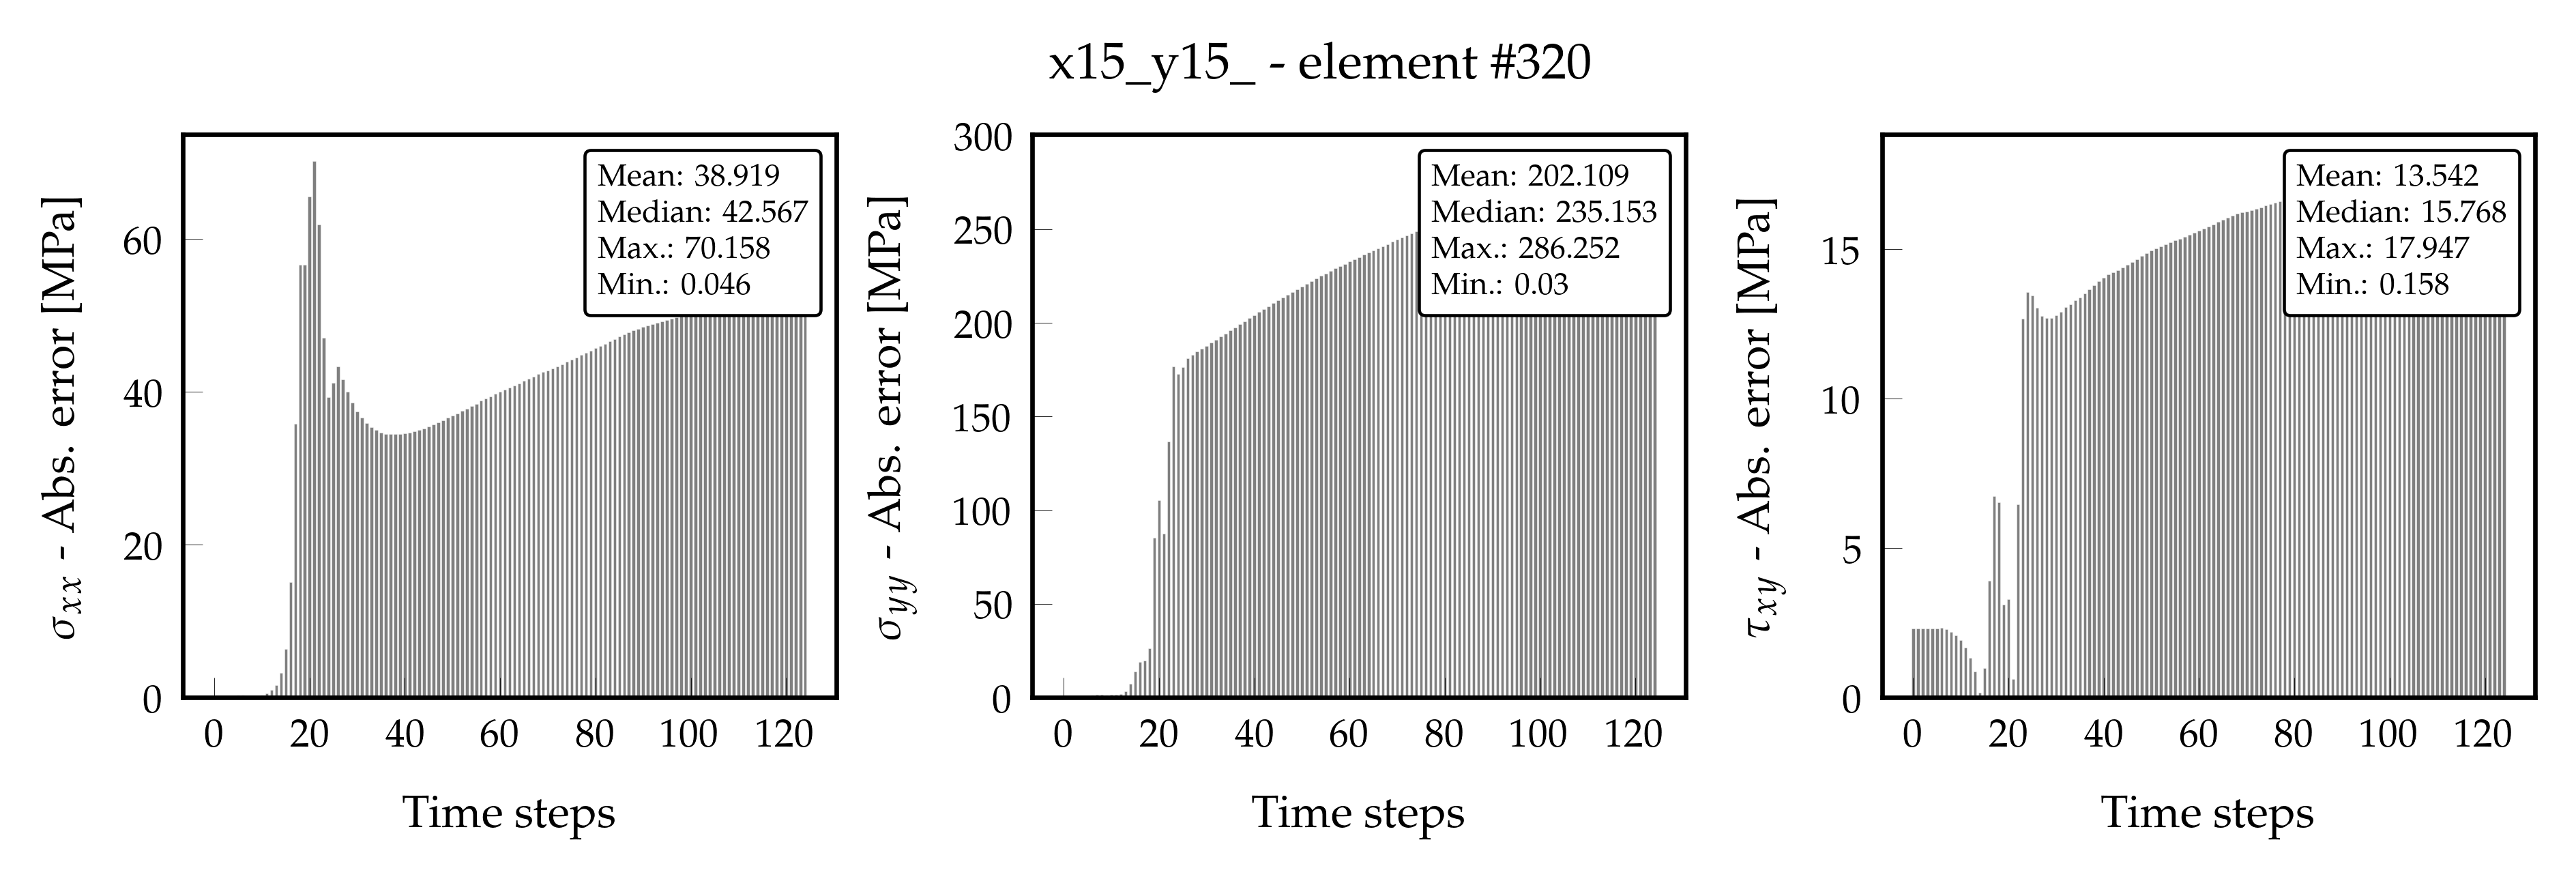 x15_y15_ - element #320
σxx - Abs. error [MPa]
60
40
20
0
Mean: 38.919
Median: 42.567
Max.: 70.158
Min.: 0.046
0 20 40 60 80 100 120
Time steps
σyy - Abs. error [MPa]
300
250
200
150
100
50
0
Mean: 202.109
Median: 235.153
Max.: 286.252
Min.: 0.03
0 20 40 60 80 100 120
Time steps
τxy - Abs. error [MPa]
15
10
5
0
Mean: 13.542
Median: 15.768
Max.: 17.947
Min.: 0.158
0 20 40 60 80 100 120
Time steps